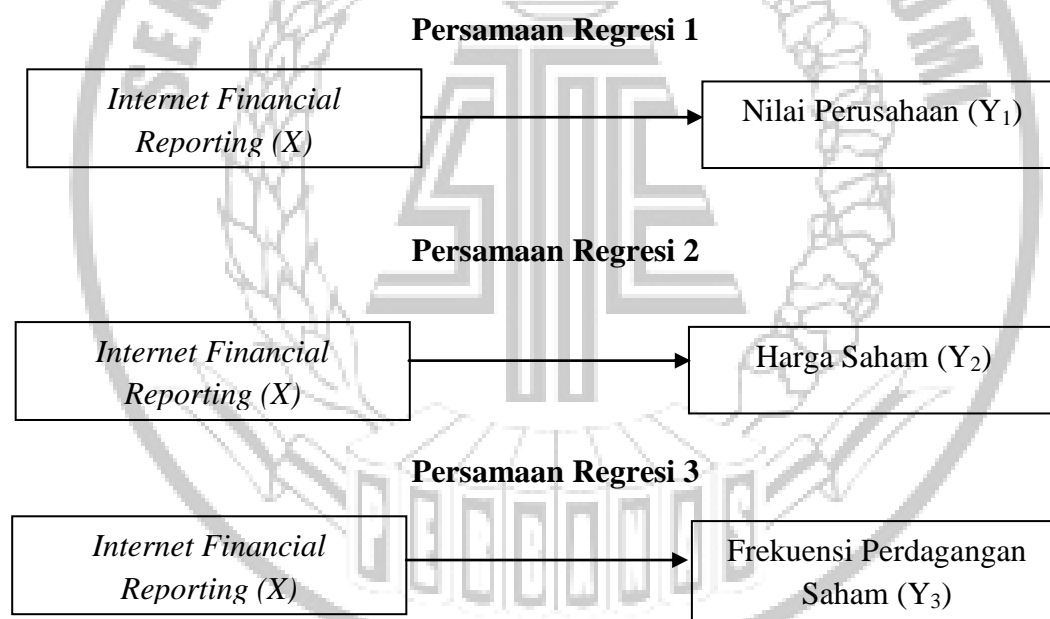 Persamaan Regresi 1
Internet Financial
Reporting (X)
Nilai Perusahaan (Y₁)
Persamaan Regresi 2
Internet Financial
Reporting (X)
Harga Saham (Y₂)
Persamaan Regresi 3
Internet Financial
Reporting (X)
Frekuensi Perdagangan
Saham (Y₃)